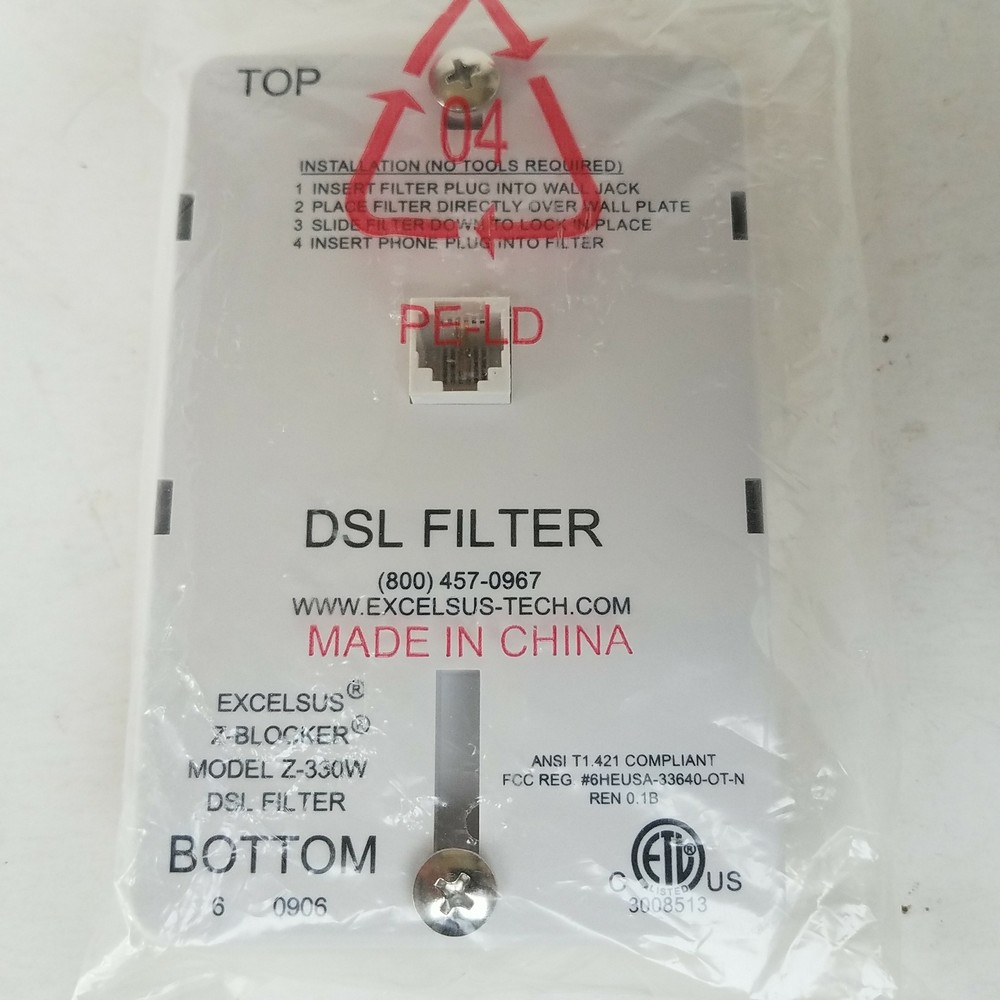 TOP
04
INSTALLATION (NO TOOLS REQUIRED)
1 INSERT FILTER PLUG INTO WALL JACK
2 PLACE FILTER DIRECTLY OVER WALL PLATE
3 SLIDE FILTER DOWN TO LOCK IN PLACE
4 INSERT PHONE PLUG INTO FILTER
PE-LD
DSL FILTER
(800) 457-0967
WWW.EXCELSUS-TECH.COM
MADE IN CHINA
EXCELSUS®
Z-BLOCKER®
MODEL Z-330W
DSL FILTER
BOTTOM
6 0906
ANSI T1.421 COMPLIANT
FCC REG #6HEUSA-33640-OT-N
REN 0.1B
ETL®
LISTED
C US
3008513